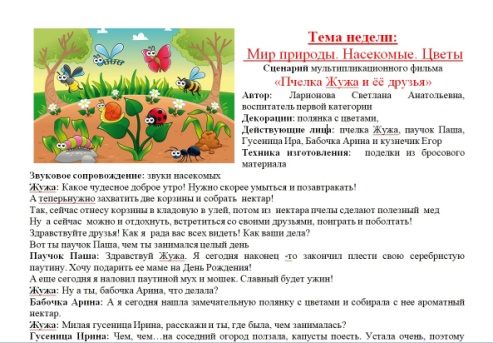 Тема недели:
Мир природы. Насекомые. Цветы
Сценарий мультипликационного фильма
«Пчелка Жужа и ёё друзья»
Автор: Ларионова Светлана Анатольевна,
воспитатель первой категории
Декорации: полянка с цветами,
Действующие лица: пчелка Жужа, паучок Паша,
Гусеница Ира, Бабочка Арина и кузнечик Егор
Техника изготовления: поделки из бросового
материала
Звуковое сопровождение: звуки насекомых
Жужа: Какое чудесное доброе утро! Нужно скорее умыться и позавтракать!
А теперьнужно захватить две корзины и собрать нектар!
Так, сейчас отнесу корзины в кладовую в улей, потом из нектара пчелы сделают полезный мед
Ну а сейчас можно и отдохнуть, встретиться со своими друзьями, поиграть и поболтать!
Здравствуйте друзья! Как я рада вас всех видеть! Как ваши дела?
Вот ты паучок Паша, чем ты занимался целый день
Паучок Паша: Здравствуй Жужа. Я сегодня наконец -то закончил плести свою серебристую
паутину. Хочу подарить ее маме на День Рождения!
А еще сегодня я наловил паутиной мух и мошек. Славный будет ужин!
Жужа: Ну а ты, бабочка Арина, что делала?
Бабочка Арина: А я сегодня нашла замечательную полянку с цветами и собирала с нее ароматный
нектар.
Жужа: Милая гусеница Ирина, расскажи и ты, где была, чем занималась?
Гусеница Ирина: Чем, чем…на соседний огород ползала, капусты поесть. Устала очень, поэтому